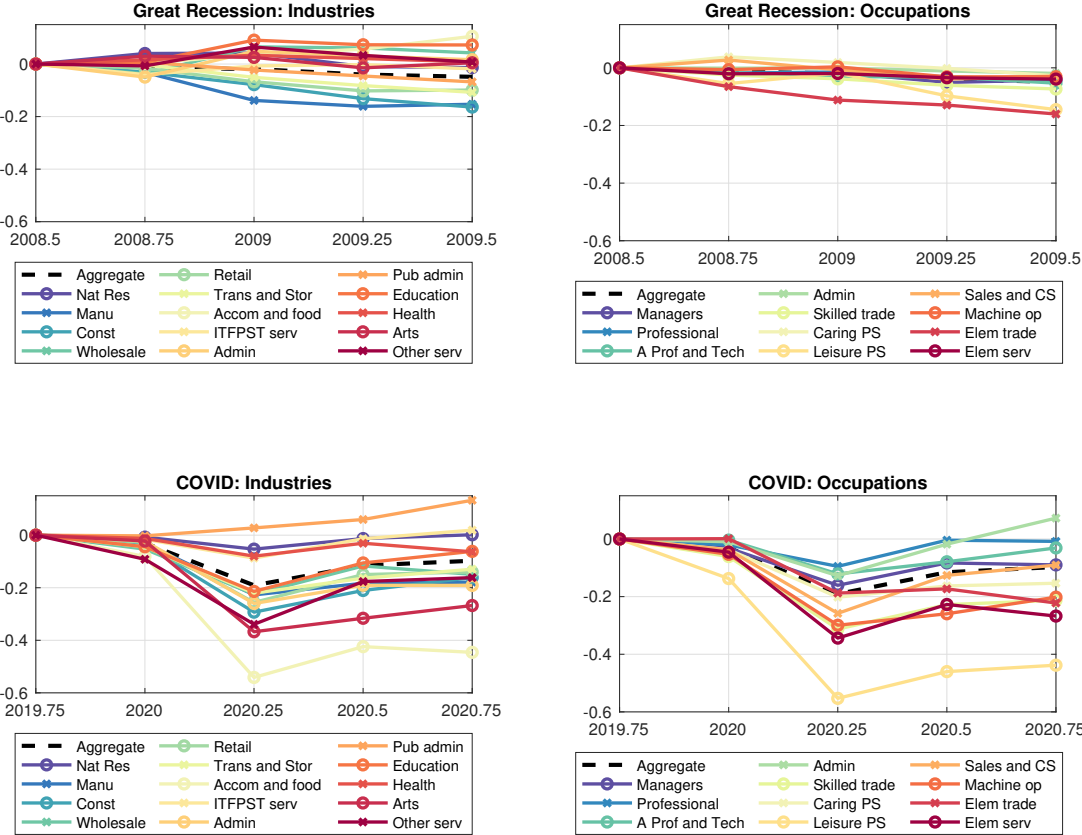 Great Recession: Industries
0
-0.2
-0.4
-0.6
2008.5 2008.75 2009 2009.25 2009.5
Aggregate Retail Pub admin
Nat Res Trans and Stor Education
Manu Accom and food Health
Const ITFPST serv Arts
Wholesale Admin Other serv
Great Recession: Occupations
0
-0.2
-0.4
-0.6
2008.5 2008.75 2009 2009.25 2009.5
Aggregate Admin Sales and CS
Managers Skilled trade Machine op
Professional Caring PS Elem trade
A Prof and Tech Leisure PS Elem serv
COVID: Industries
0
-0.2
-0.4
-0.6
2019.75 2020 2020.25 2020.5 2020.75
Aggregate Retail Pub admin
Nat Res Trans and Stor Education
Manu Accom and food Health
Const ITFPST serv Arts
Wholesale Admin Other serv
COVID: Occupations
0
-0.2
-0.4
-0.6
2019.75 2020 2020.25 2020.5 2020.75
Aggregate Admin Sales and CS
Managers Skilled trade Machine op
Professional Caring PS Elem trade
A Prof and Tech Leisure PS Elem serv